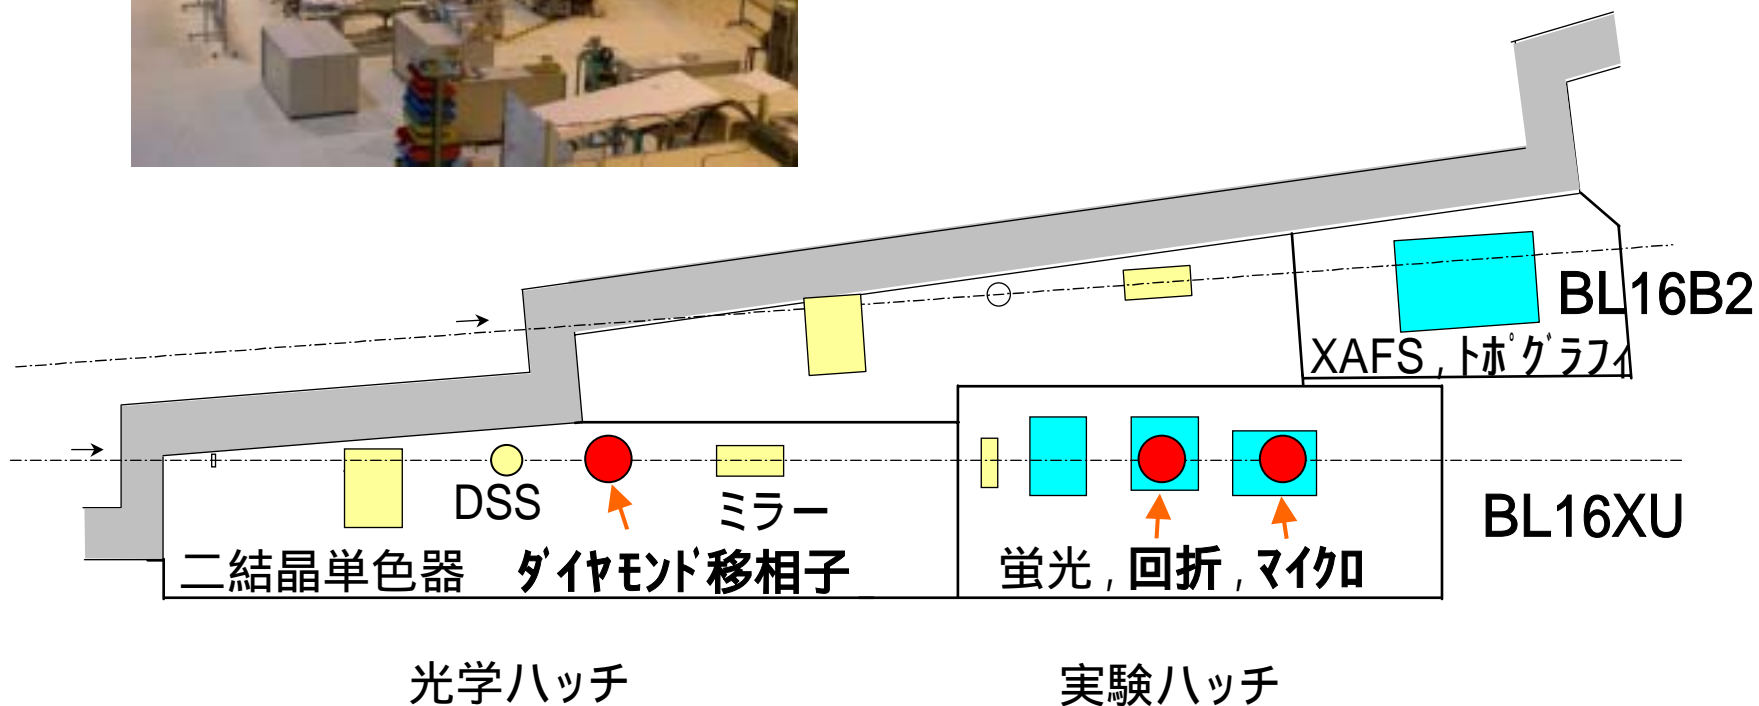 BL16B2
XAFS , ﾄﾎﾟｸﾞﾗﾌｨ
DSS
ミラー
BL16XU
二結晶単色器 ﾀﾞｲﾔﾓﾝﾄﾞ移相子
蛍光 , 回折 , ﾏｲｸﾛ
光学ハッチ 実験ハッチ